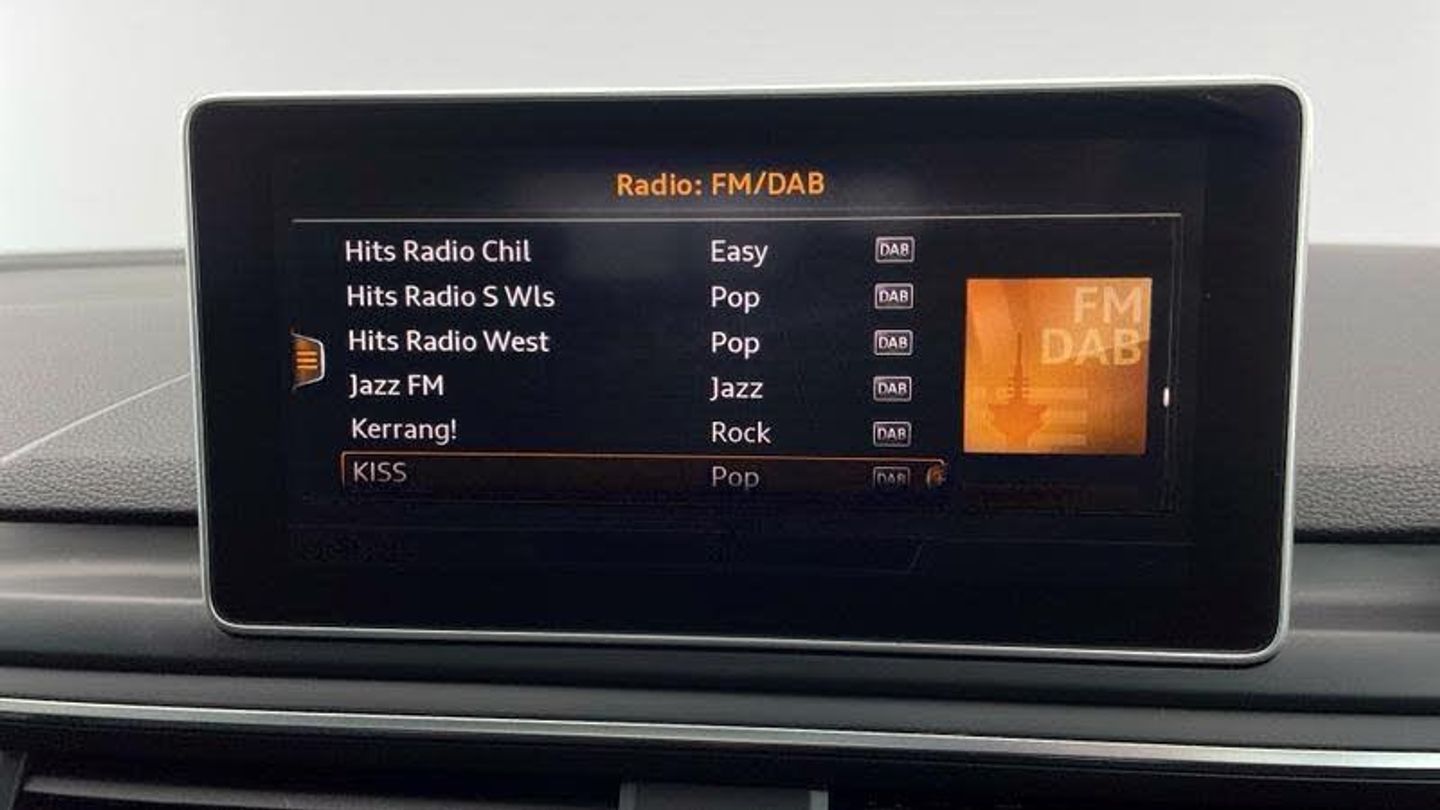 Radio: FM/DAB
Hits Radio Chil Easy DAB
Hits Radio S Wls Pop DAB
Hits Radio West Pop DAB
Jazz FM Jazz DAB
Kerrang! Rock DAB
KISS Pop DAB
FM
DAB